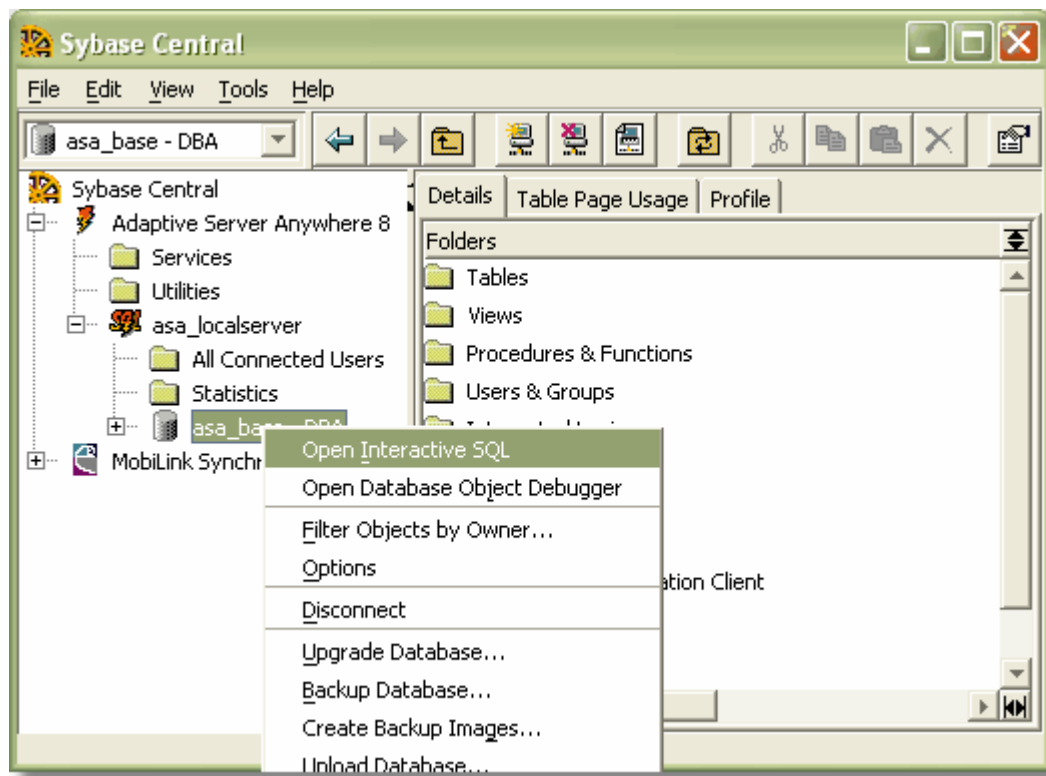 Sybase Central
File Edit View Tools Help
asa_base - DBA
Sybase Central
Adaptive Server Anywhere 8
Services
Utilities
asa_localserver
All Connected Users
Statistics
asa_ba
MobiLink Synchr
Details Table Page Usage Profile
Folders
Tables
Views
Procedures & Functions
Users & Groups
ation Client
Open Interactive SQL
Open Database Object Debugger
Filter Objects by Owner...
Options
Disconnect
Upgrade Database...
Backup Database...
Create Backup Images...
Unload Database...